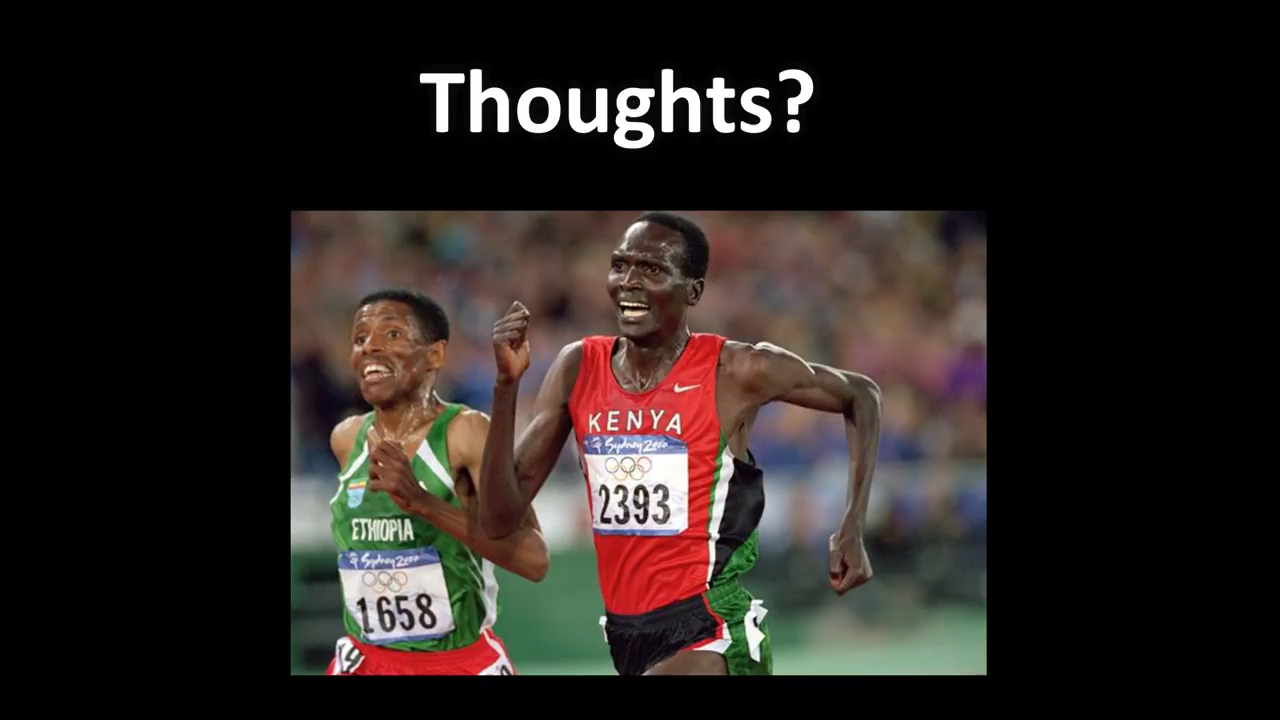 Thoughts?
KENYA
Sydney 2000
2393
ETHIOPIA
Sydney 2000
1658